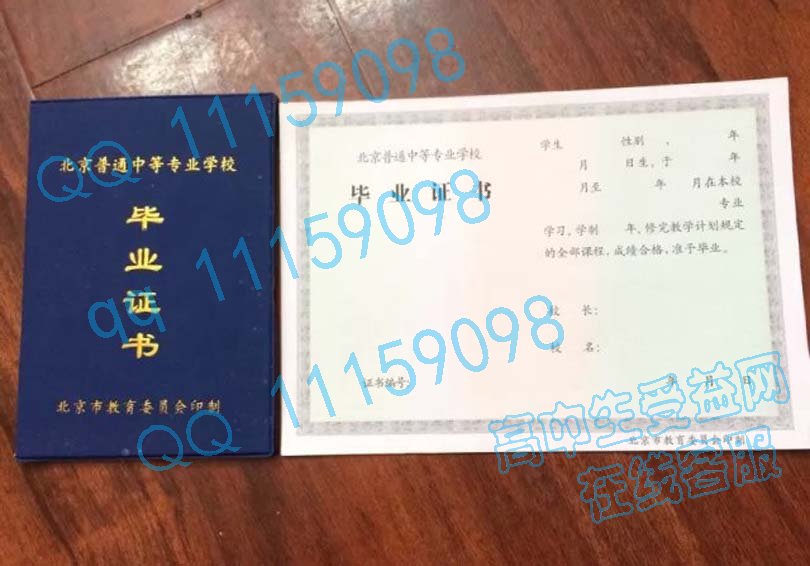 北京普通中等专业学校
毕
业
证
书
北京市教育委员会印制
北京普通中等专业学校
毕业证书
证书编号:
学生 性别 , 年
月 日生,于 年
月至 年 月在本校
专业
学习,学制 年,修完教学计划规定
的全部课程,成绩合格,准予毕业。
校 长:
校 名:
年 月 日
北京市教育委员会印制
QQ 11159098
qq 11159098
QQ 11159098
高中生受益网
在线客服